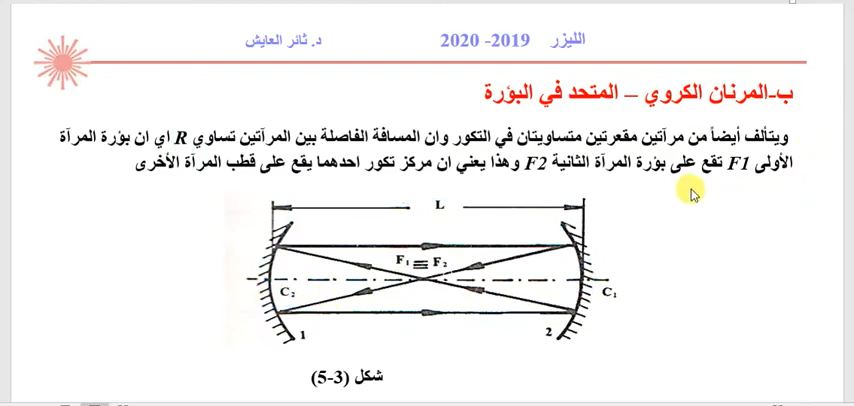 الليزر 2019- 2020 د. ثائر العايش
ب-المرنان الكروي – المتحد في البؤرة
ويتألف أيضاً من مرآتين مقعرتين متساويتان في التكور وان المسافة الفاصلة بين المرآتين تساوي R اي ان بؤرة المرآة
الأولى F1 تقع على بؤرة المرآة الثانية F2 وهذا يعني ان مركز تكور احدهما يقع على قطب المرآة الأخرى
L
F₁ ≡ F₂
C₂ C₁
1 2
شكل (3-5)